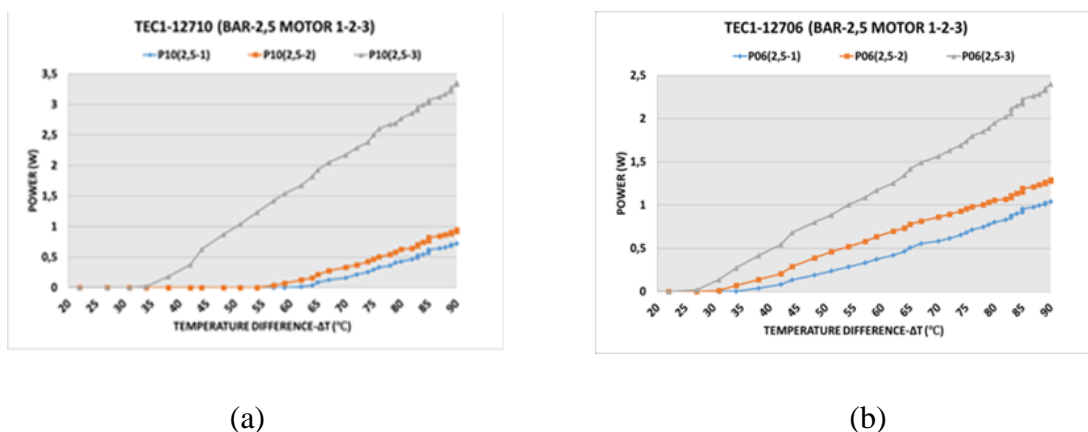 TEC1-12710 (BAR-2,5 MOTOR 1-2-3)
P10(2,5-1) P10(2,5-2) P10(2,5-3)
3,5
3
2,5
2
1,5
1
0,5
0
POWER (W)
20 25 30 31 35 40 45 50 55 60 65 70 75 80 85 90
TEMPERATURE DIFFERENCE-ΔT (°C)
(a)
TEC1-12706 (BAR-2,5 MOTOR 1-2-3)
P06(2,5-1) P06(2,5-2) P06(2,5-3)
2,5
2
1,5
1
0,5
0
POWER (W)
20 25 30 31 35 40 45 50 55 60 65 70 75 80 85 90
TEMPERATURE DIFFERENCE-ΔT (°C)
(b)